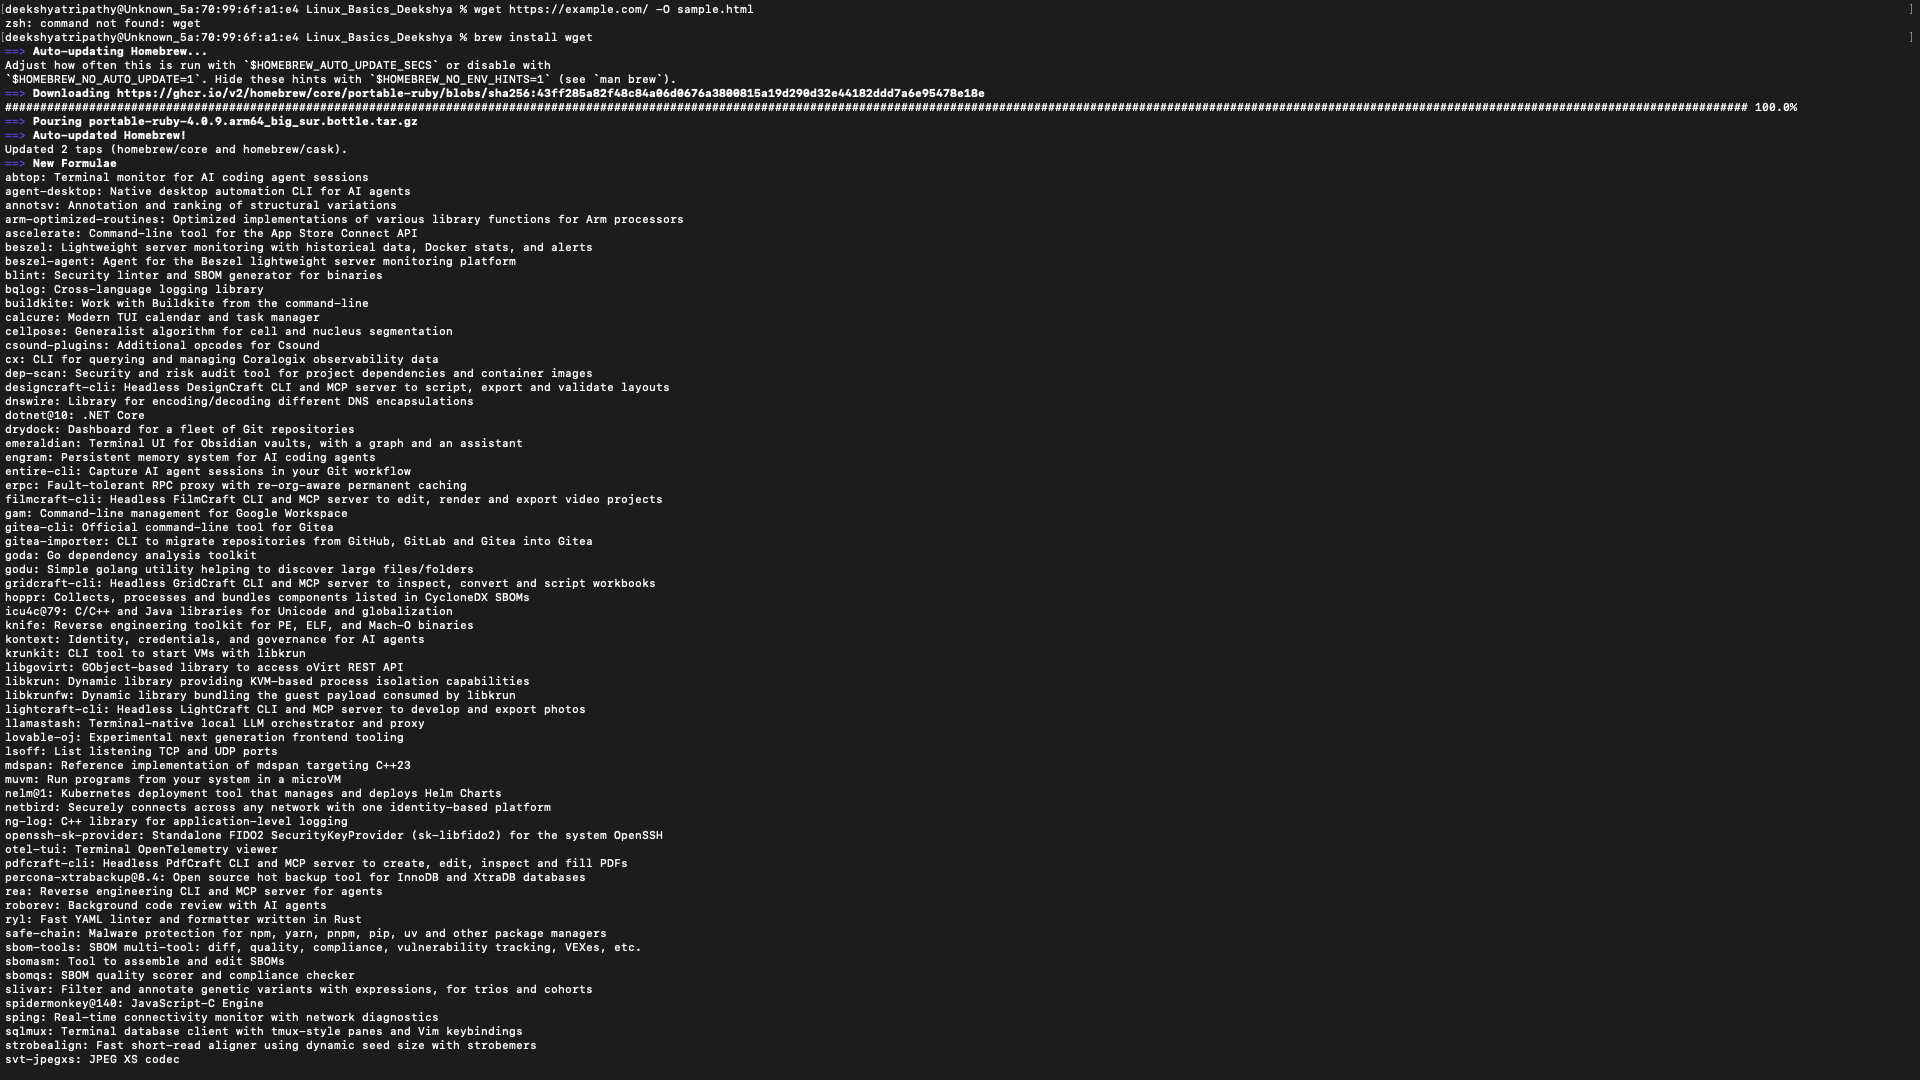 [deekshyatripathy@Unknown_5a:70:99:6f:a1:e4 Linux_Basics_Deekshya % wget https://example.com/ -O sample.html ]
zsh: command not found: wget
[deekshyatripathy@Unknown_5a:70:99:6f:a1:e4 Linux_Basics_Deekshya % brew install wget ]
==> Auto-updating Homebrew...
Adjust how often this is run with `$HOMEBREW_AUTO_UPDATE_SECS` or disable with
`$HOMEBREW_NO_AUTO_UPDATE=1`. Hide these hints with `$HOMEBREW_NO_ENV_HINTS=1` (see `man brew`).
==> Downloading https://ghcr.io/v2/homebrew/core/portable-ruby/blobs/sha256:43ff285a82f48c84a06d0676a3800815a19d290d32e44182ddd7a6e95478e18e
######################################################################################################################################################################################################################################################### 100.0%
==> Pouring portable-ruby-4.0.9.arm64_big_sur.bottle.tar.gz
==> Auto-updated Homebrew!
Updated 2 taps (homebrew/core and homebrew/cask).
==> New Formulae
abtop: Terminal monitor for AI coding agent sessions
agent-desktop: Native desktop automation CLI for AI agents
annotsv: Annotation and ranking of structural variations
arm-optimized-routines: Optimized implementations of various library functions for Arm processors
ascelerate: Command-line tool for the App Store Connect API
beszel: Lightweight server monitoring with historical data, Docker stats, and alerts
beszel-agent: Agent for the Beszel lightweight server monitoring platform
blint: Security linter and SBOM generator for binaries
bqlog: Cross-language logging library
buildkite: Work with Buildkite from the command-line
calcure: Modern TUI calendar and task manager
cellpose: Generalist algorithm for cell and nucleus segmentation
csound-plugins: Additional opcodes for Csound
cx: CLI for querying and managing Coralogix observability data
dep-scan: Security and risk audit tool for project dependencies and container images
designcraft-cli: Headless DesignCraft CLI and MCP server to script, export and validate layouts
dnswire: Library for encoding/decoding different DNS encapsulations
dotnet@10: .NET Core
drydock: Dashboard for a fleet of Git repositories
emeraldian: Terminal UI for Obsidian vaults, with a graph and an assistant
engram: Persistent memory system for AI coding agents
entire-cli: Capture AI agent sessions in your Git workflow
erpc: Fault-tolerant RPC proxy with re-org-aware permanent caching
filmcraft-cli: Headless FilmCraft CLI and MCP server to edit, render and export video projects
gam: Command-line management for Google Workspace
gitea-cli: Official command-line tool for Gitea
gitea-importer: CLI to migrate repositories from GitHub, GitLab and Gitea into Gitea
goda: Go dependency analysis toolkit
godu: Simple golang utility helping to discover large files/folders
gridcraft-cli: Headless GridCraft CLI and MCP server to inspect, convert and script workbooks
hoppr: Collects, processes and bundles components listed in CycloneDX SBOMs
icu4c@79: C/C++ and Java libraries for Unicode and globalization
knife: Reverse engineering toolkit for PE, ELF, and Mach-O binaries
kontext: Identity, credentials, and governance for AI agents
krunkit: CLI tool to start VMs with libkrun
libgovirt: GObject-based library to access oVirt REST API
libkrun: Dynamic library providing KVM-based process isolation capabilities
libkrunfw: Dynamic library bundling the guest payload consumed by libkrun
lightcraft-cli: Headless LightCraft CLI and MCP server to develop and export photos
llamastash: Terminal-native local LLM orchestrator and proxy
lovable-oj: Experimental next generation frontend tooling
lsoff: List listening TCP and UDP ports
mdspan: Reference implementation of mdspan targeting C++23
muvm: Run programs from your system in a microVM
nelm@1: Kubernetes deployment tool that manages and deploys Helm Charts
netbird: Securely connects across any network with one identity-based platform
ng-log: C++ library for application-level logging
openssh-sk-provider: Standalone FIDO2 SecurityKeyProvider (sk-libfido2) for the system OpenSSH
otel-tui: Terminal OpenTelemetry viewer
pdfcraft-cli: Headless PdfCraft CLI and MCP server to create, edit, inspect and fill PDFs
percona-xtrabackup@8.4: Open source hot backup tool for InnoDB and XtraDB databases
rea: Reverse engineering CLI and MCP server for agents
roborev: Background code review with AI agents
ryl: Fast YAML linter and formatter written in Rust
safe-chain: Malware protection for npm, yarn, pnpm, pip, uv and other package managers
sbom-tools: SBOM multi-tool: diff, quality, compliance, vulnerability tracking, VEXes, etc.
sbomasm: Tool to assemble and edit SBOMs
sbomqs: SBOM quality scorer and compliance checker
slivar: Filter and annotate genetic variants with expressions, for trios and cohorts
spidermonkey@140: JavaScript-C Engine
sping: Real-time connectivity monitor with network diagnostics
sqlmux: Terminal database client with tmux-style panes and Vim keybindings
strobealign: Fast short-read aligner using dynamic seed size with strobemers
svt-jpegxs: JPEG XS codec